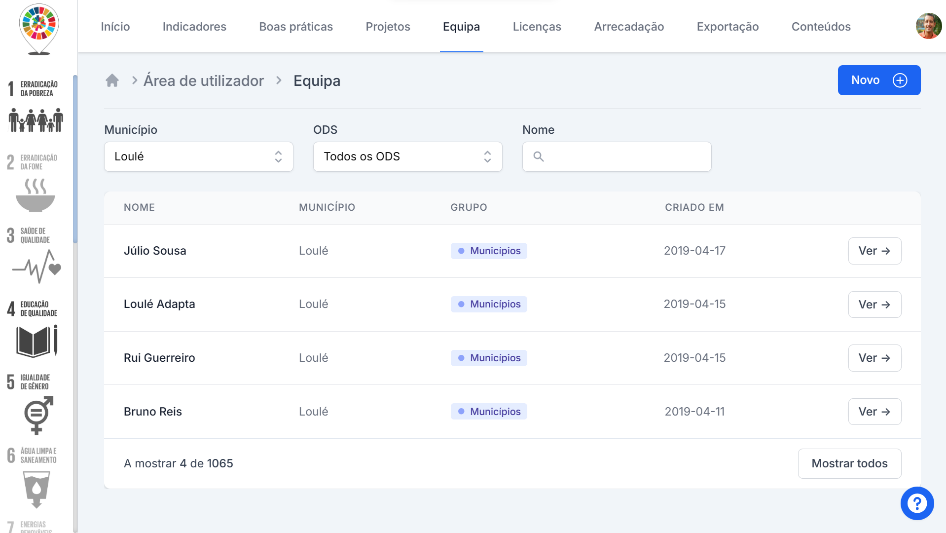 Início
Indicadores
Boas práticas
Projetos
Equipa
Licenças
Arrecadação
Exportação
Conteúdos
1 ERRADICAÇÃO
DA POBREZA
2 ERRADICAÇÃO
DA FOME
3 SAÚDE DE
QUALIDADE
4 EDUCAÇÃO
DE QUALIDADE
5 IGUALDADE
DE GÉNERO
6 ÁGUA LIMPA E
SANEAMENTO
7 ENERGIAS
Área de utilizador
Equipa
Novo
Município
ODS
Nome
Loulé
Todos os ODS
NOME
MUNICÍPIO
GRUPO
CRIADO EM
Júlio Sousa
Loulé
Municípios
2019-04-17
Ver →
Loulé Adapta
Loulé
Municípios
2019-04-15
Ver →
Rui Guerreiro
Loulé
Municípios
2019-04-15
Ver →
Bruno Reis
Loulé
Municípios
2019-04-11
Ver →
A mostrar 4 de 1065
Mostrar todos
?